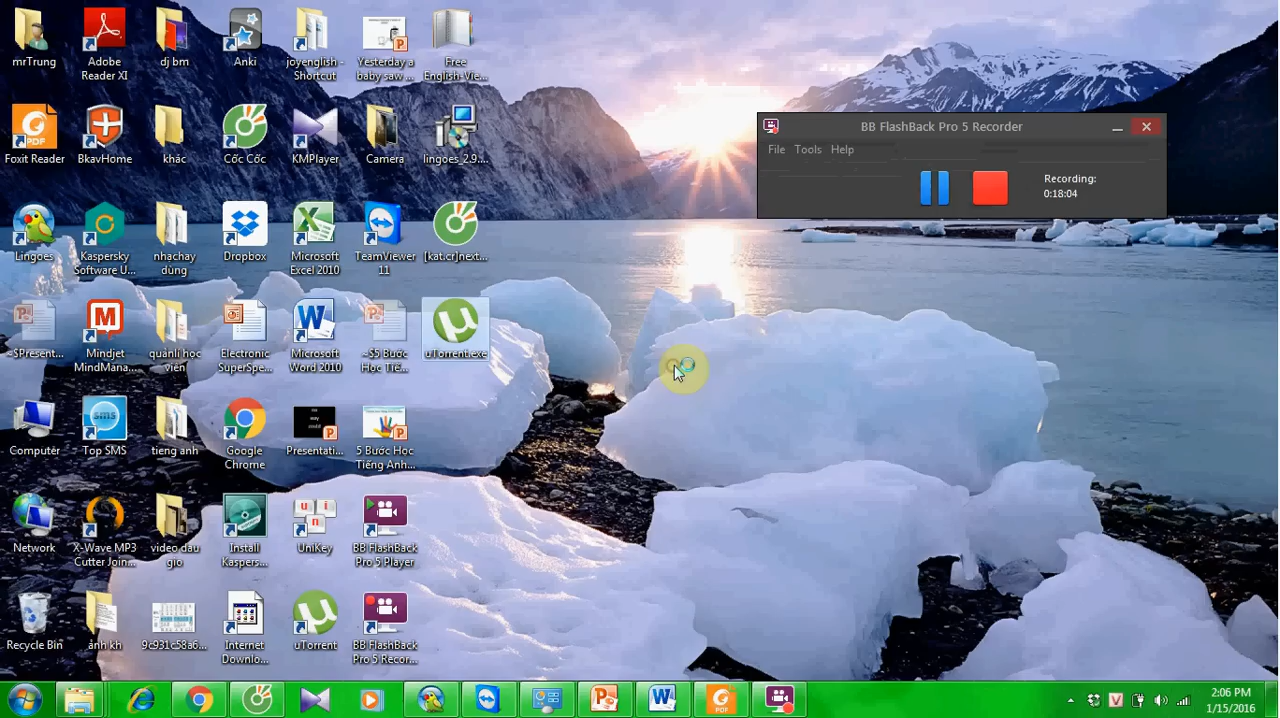 mrTrung
Adobe
Reader XI
dj bm
Anki
joyenglish -
Shortcut
Yesterday a
baby saw ...
Free
English-Vie...
Foxit Reader
BkavHome
khác
Cốc Cốc
KMPlayer
Camera
lingoes_2.9....
Lingoes
Kaspersky
Software U...
nhachay
dùng
Dropbox
Microsoft
Excel 2010
TeamViewer
11
[kat.cr]next...
~$Present...
Mindjet
MindMana...
quanli học
viên
Electronic
SuperSpe...
Microsoft
Word 2010
~$5 Bước
Học Tiế...
uTorrent.exe
Computer
Top SMS
tieng anh
Google
Chrome
Presentati...
5 Bước Học
Tiếng Anh...
Network
X-Wave MP3
Cutter Join...
video dau
gio
Install
Kaspers...
UniKey
BB FlashBack
Pro 5 Player
Recycle Bin
ảnh kh
9c931c58a6...
Internet
Downlo...
uTorrent
BB FlashBack
Pro 5 Recor...
BB FlashBack Pro 5 Recorder
File Tools Help
Recording:
0:18:04
2:06 PM
1/15/2016